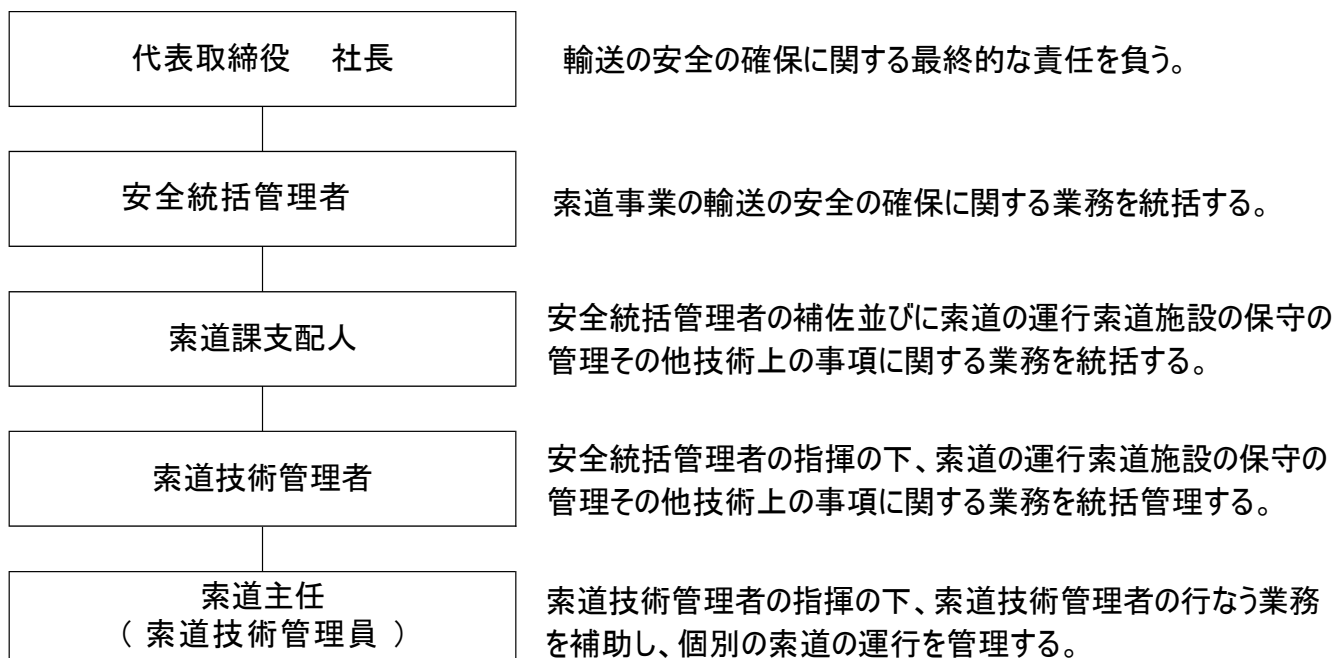 代表取締役　社長
輸送の安全の確保に関する最終的な責任を負う。
安全統括管理者
索道事業の輸送の安全の確保に関する業務を統括する。
索道課支配人
安全統括管理者の補佐並びに索道の運行索道施設の保守の
管理その他技術上の事項に関する業務を統括する。
索道技術管理者
安全統括管理者の指揮の下、索道の運行索道施設の保守の
管理その他技術上の事項に関する業務を統括管理する。
索道主任
（ 索道技術管理員 ）
索道技術管理者の指揮の下、索道技術管理者の行なう業務
を補助し、個別の索道の運行を管理する。